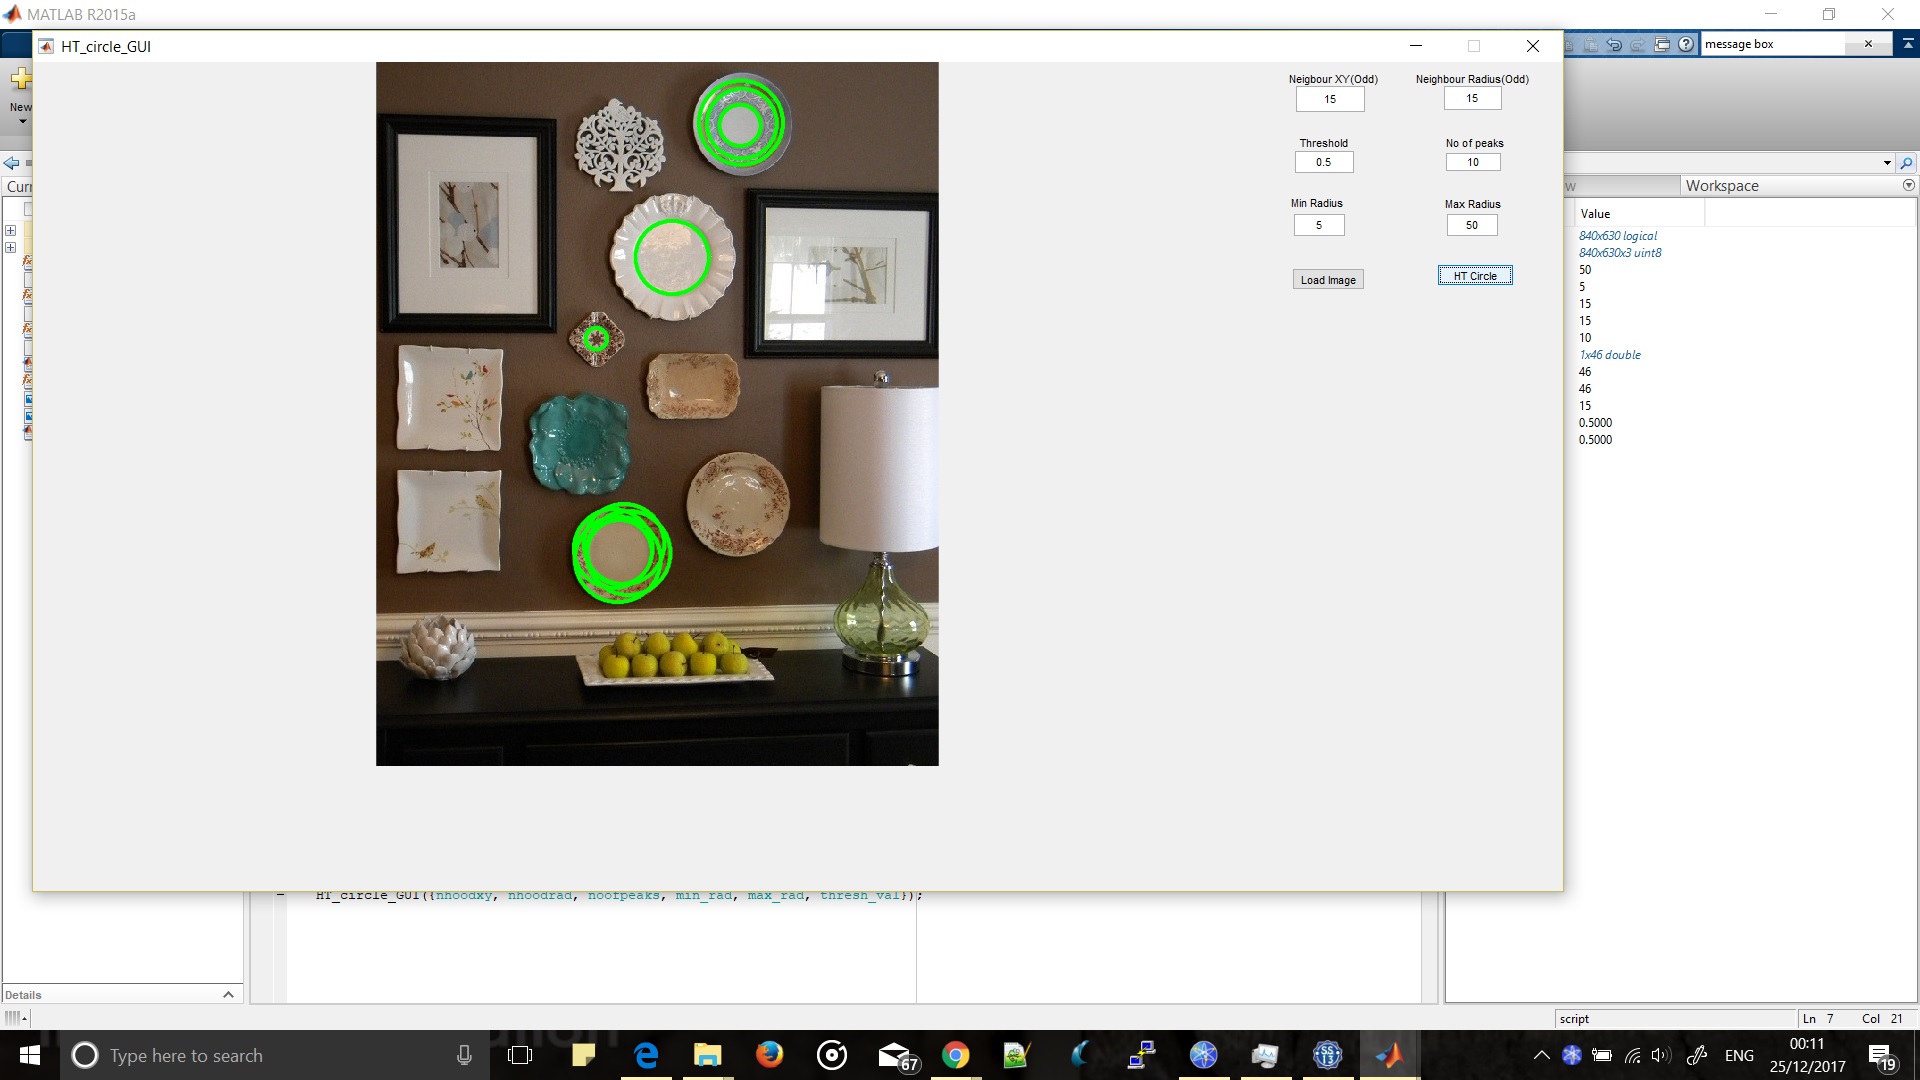 MATLAB R2015a
HT_circle_GUI
message box
New
Neigbour XY(Odd)
Neighbour Radius(Odd)
15
15
Threshold
No of peaks
0.5
10
Min Radius
Max Radius
5
50
Load Image
HT Circle
Workspace
Value
840x630 logical
840x630x3 uint8
50
5
15
15
10
1x46 double
46
46
15
0.5000
0.5000
HT_circle_GUI({nhoodxy, nhoodrad, noofpeaks, min_rad, max_rad, thresh_val});
Details
script
Ln 7 Col 21
Type here to search
67
SS
13
ENG
00:11
25/12/2017
19